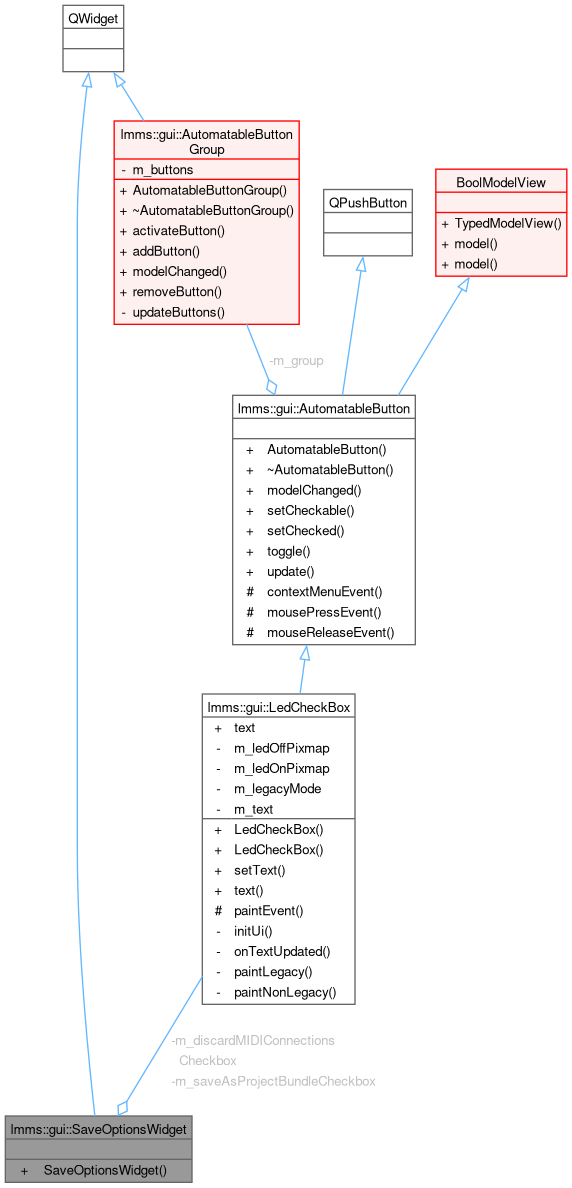 QWidget
lmms::gui::AutomatableButton
Group
- m_buttons
+ AutomatableButtonGroup()
+ ~AutomatableButtonGroup()
+ activateButton()
+ addButton()
+ modelChanged()
+ removeButton()
- updateButtons()
QPushButton
BoolModelView
+ TypedModelView()
+ model()
+ model()
-m_group
lmms::gui::AutomatableButton
+ AutomatableButton()
+ ~AutomatableButton()
+ modelChanged()
+ setCheckable()
+ setChecked()
+ toggle()
+ update()
# contextMenuEvent()
# mousePressEvent()
# mouseReleaseEvent()
lmms::gui::LedCheckBox
+ text
- m_ledOffPixmap
- m_ledOnPixmap
- m_legacyMode
- m_text
+ LedCheckBox()
+ LedCheckBox()
+ setText()
+ text()
# paintEvent()
- initUi()
- onTextUpdated()
- paintLegacy()
- paintNonLegacy()
-m_discardMIDIConnections
Checkbox
-m_saveAsProjectBundleCheckbox
lmms::gui::SaveOptionsWidget
+ SaveOptionsWidget()